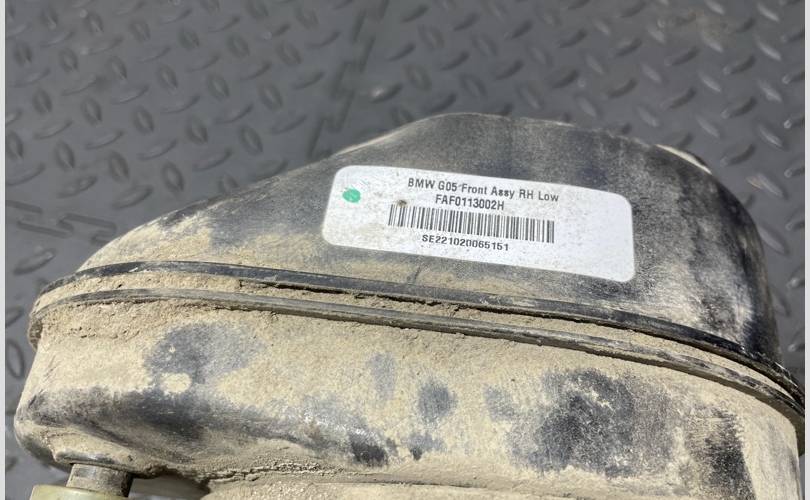 BMW G05 Front Assy RH Low
FAF0113002H
SE221020065151